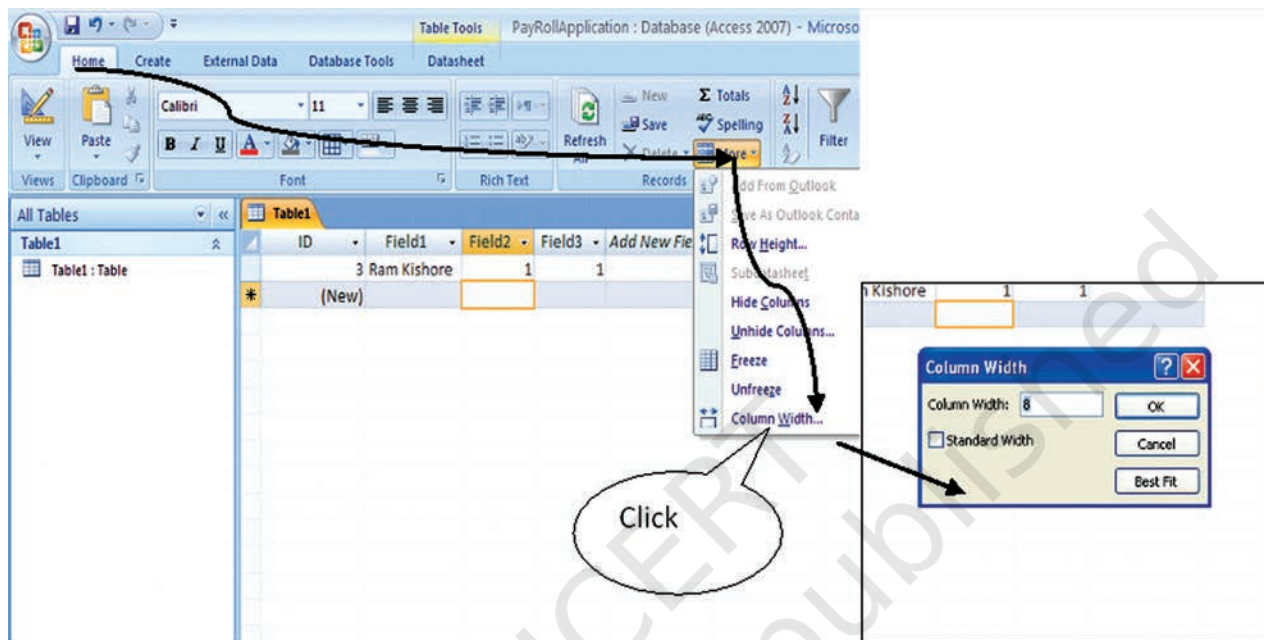 Table Tools PayRollApplication : Database (Access 2007) - Microso
Home Create External Data Database Tools Datasheet
View
Views
Paste
Clipboard
Calibri 11
B I U A
Font
Rich Text
Refresh
All
New
Save
Delete
Records
Σ Totals
Spelling
More
Filter
Add From Outlook
Save As Outlook Conta
Row Height...
Subdatasheet
Hide Columns
Unhide Columns...
Freeze
Unfreeze
Column Width...
All Tables
Table1
Table1 : Table
Table1
ID Field1 Field2 Field3 Add New Fie
3 Ram Kishore 1 1
(New)
Click
Kishore 1 1
Column Width
Column Width: 8 OK
Standard Width Cancel
Best Fit
published